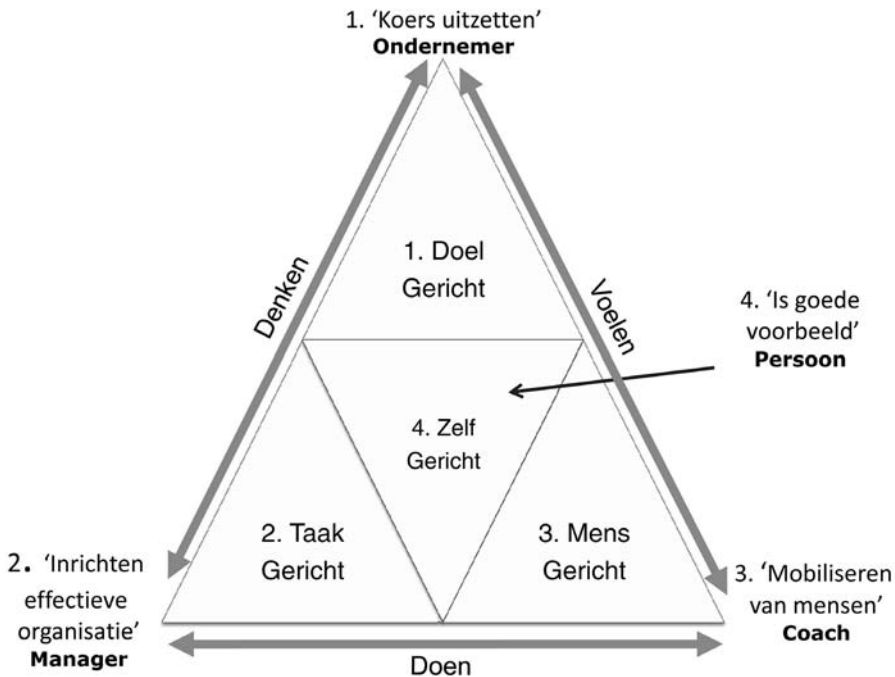 1. ‘Koers uitzetten’
Ondernemer
Denken
Voelen
1. Doel
Gericht
4. ‘Is goede
voorbeeld’
Persoon
4. Zelf
Gericht
2. Taak
Gericht
3. Mens
Gericht
2. ‘Inrichten
effectieve
organisatie’
Manager
3. ‘Mobiliseren
van mensen’
Coach
Doen